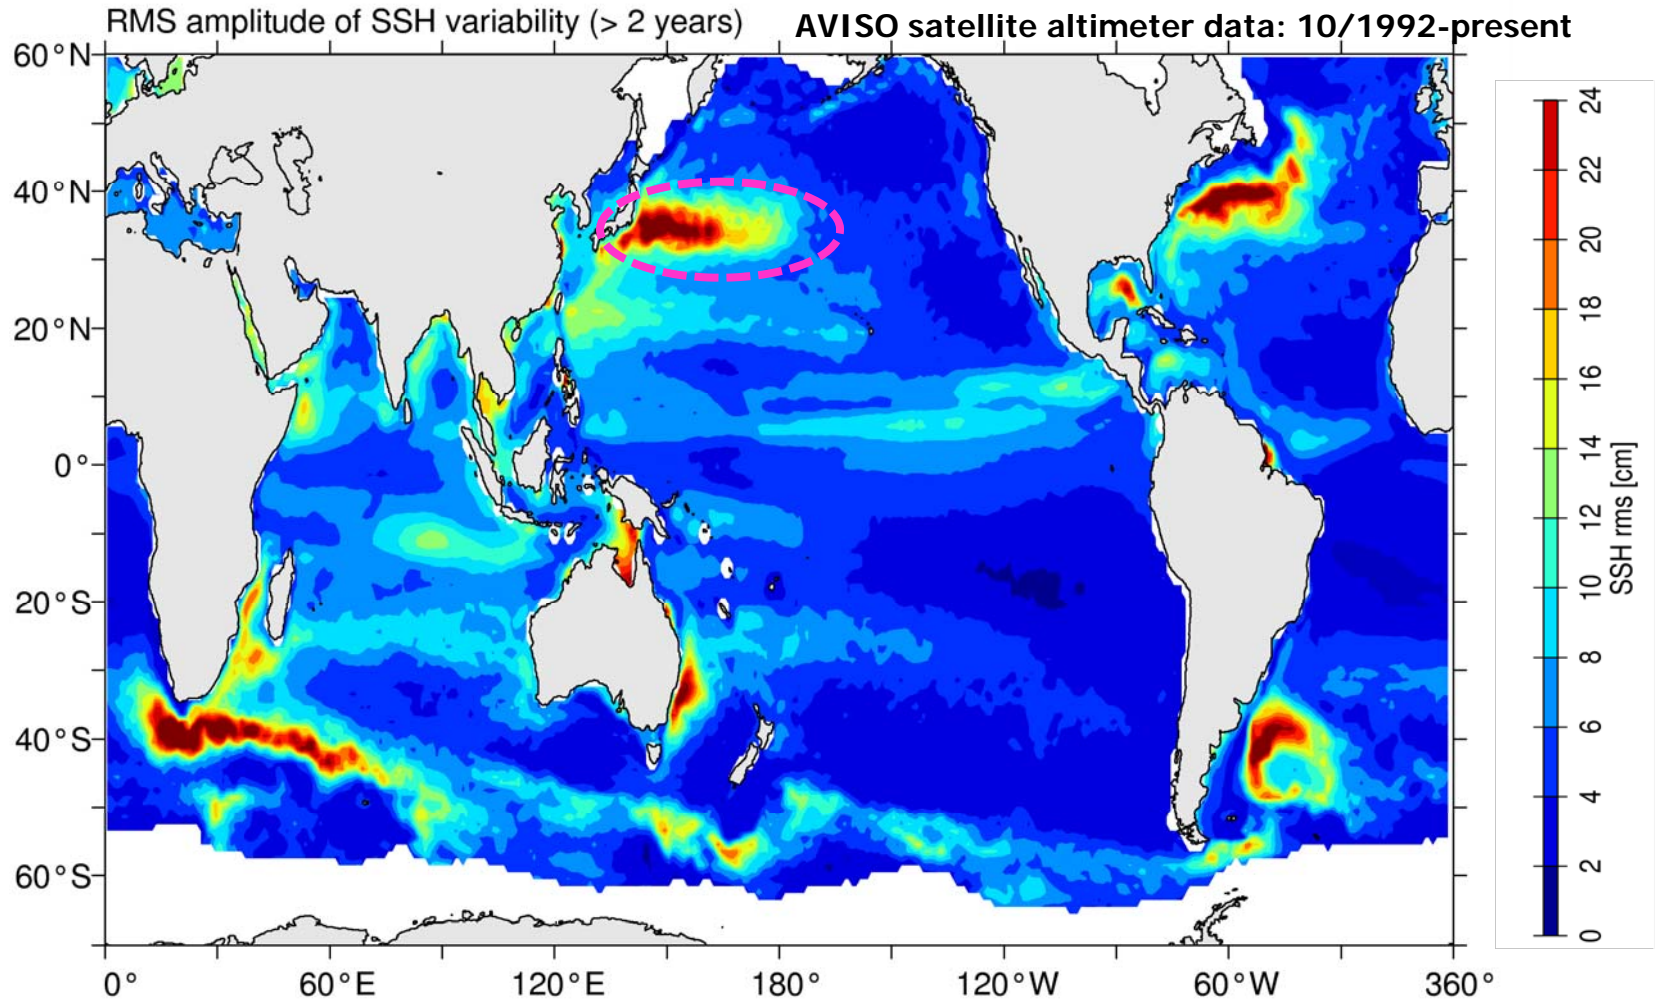 RMS amplitude of SSH variability (> 2 years)
AVISO satellite altimeter data: 10/1992-present
60°N
40°N
20°N
0°
20°S
40°S
60°S
0°
60°E
120°E
180°
120°W
60°W
360°
24
22
20
18
16
14
12
10
8
6
4
2
0
SSH rms [cm]